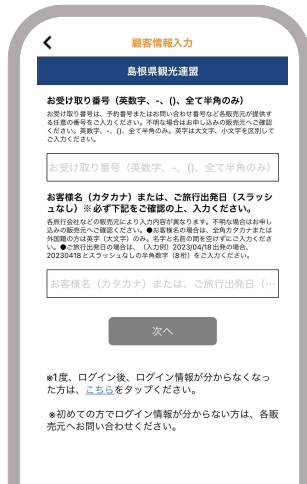 顧客情報入力
島根県観光連盟
お受け取り番号（英数字、-、()、全て半角のみ）
お受け取り番号は、予約番号またはお問い合わせ番号など各販売元が提供す
る任意の番号をご入力ください。不明な場合はお申し込みの販売元へご確認
ください。英数字、-、()、全て半角のみ。英字は大文字、小文字を区別して
ご入力ください。
お受け取り番号（英数字、-、()、全て半角のみ）
お客様名（カタカナ）または、ご旅行出発日（スラッシ
ュなし）※必ず下記をご確認の上、入力ください。
各旅行会社などの販売元により入力内容が異なります。不明な場合はお申し
込みの販売元へご確認ください。●お客様名の場合は、全角カタカナまたは
外国籍の方は英字（大文字）のみ。名字と名前の間を空けずにご入力くださ
い。●ご旅行出発日の場合は、（入力例）2023/04/18出発の場合、
20230418とスラッシュなしの半角数字（8桁）をご入力ください。
お客様名（カタカナ）または、ご旅行出発日（…
次へ
※1度、ログイン後、ログイン情報が分からなくなっ
た方は、こちらをタップください。
※初めての方でログイン情報が分からない方は、各販
売元へお問い合わせください。